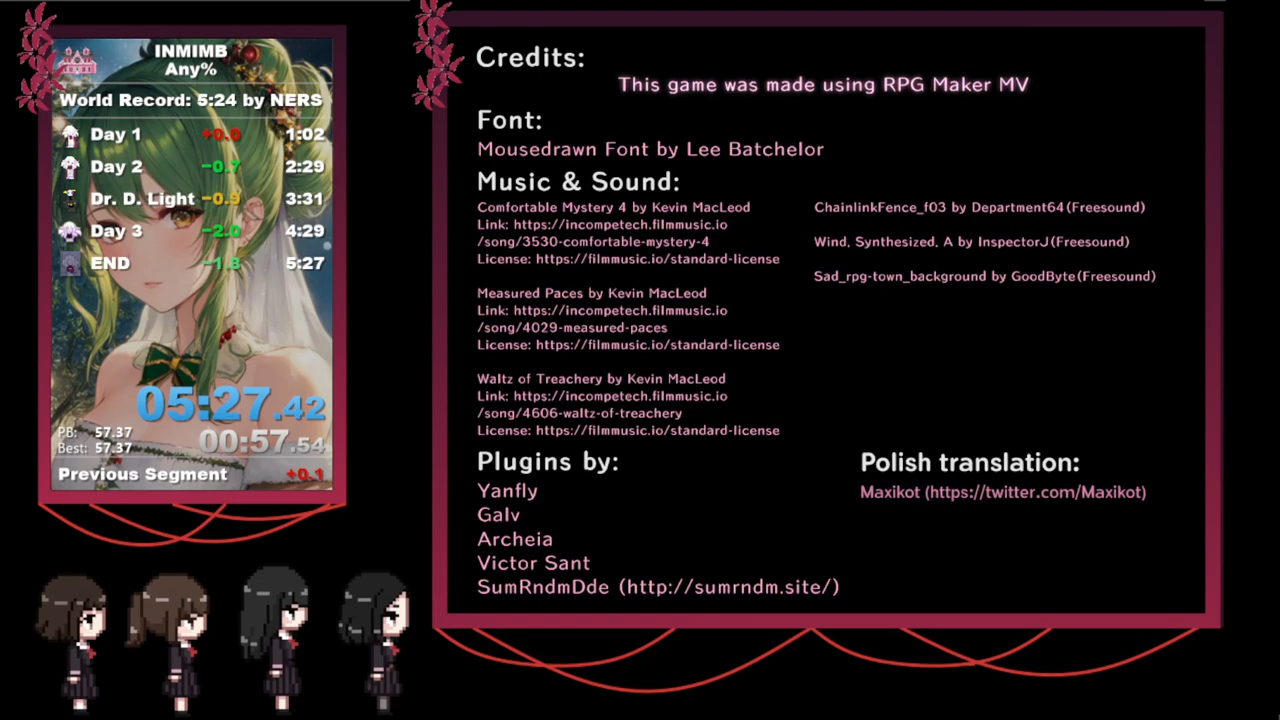 INMIMB
Any%
World Record: 5:24 by NERS
Day 1 +0.0 1:02
Day 2 −0.7 2:29
Dr. D. Light −0.9 3:31
Day 3 −2.0 4:29
END −1.8 5:27
05:27.42
PB: 57.37
Best: 57.37
00:57.54
Previous Segment +0.1
Credits:
This game was made using RPG Maker MV
Font:
Mousedrawn Font by Lee Batchelor
Music & Sound:
Comfortable Mystery 4 by Kevin MacLeod
Link: https://incompetech.filmmusic.io
/song/3530-comfortable-mystery-4
License: https://filmmusic.io/standard-license
Measured Paces by Kevin MacLeod
Link: https://incompetech.filmmusic.io
/song/4029-measured-paces
License: https://filmmusic.io/standard-license
Waltz of Treachery by Kevin MacLeod
Link: https://incompetech.filmmusic.io
/song/4606-waltz-of-treachery
License: https://filmmusic.io/standard-license
ChainlinkFence_f03 by Department64(Freesound)
Wind, Synthesized, A by InspectorJ(Freesound)
Sad_rpg-town_background by GoodByte(Freesound)
Plugins by:
Yanfly
Galv
Archeia
Victor Sant
SumRndmDde (http://sumrndm.site/)
Polish translation:
Maxikot (https://twitter.com/Maxikot)